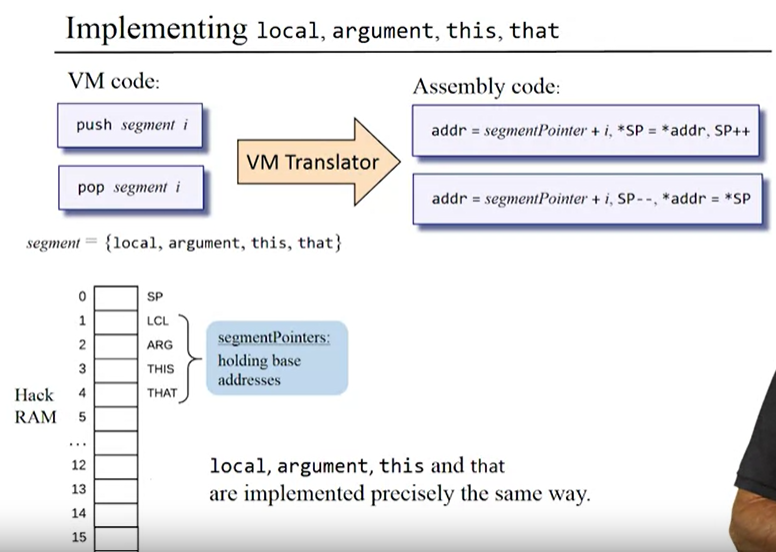 Implementing local, argument, this, that
VM code:
push segment i
pop segment i
VM Translator
Assembly code:
addr = segmentPointer + i, *SP = *addr, SP++
addr = segmentPointer + i, SP--, *addr = *SP
segment = {local, argument, this, that}
Hack
RAM
0 SP
1 LCL
2 ARG
3 THIS
4 THAT
5
...
12
13
14
15
segmentPointers:
holding base
addresses
local, argument, this and that
are implemented precisely the same way.